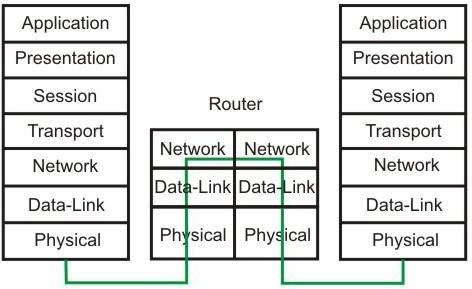 Application
Presentation
Session
Transport
Network
Data-Link
Physical
Router
Network Network
Data-Link Data-Link
Physical Physical
Application
Presentation
Session
Transport
Network
Data-Link
Physical